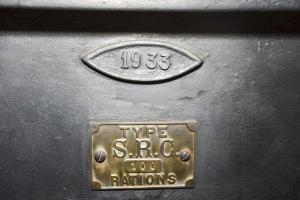 1933
TYPE
S.R.C.
100
RATIONS